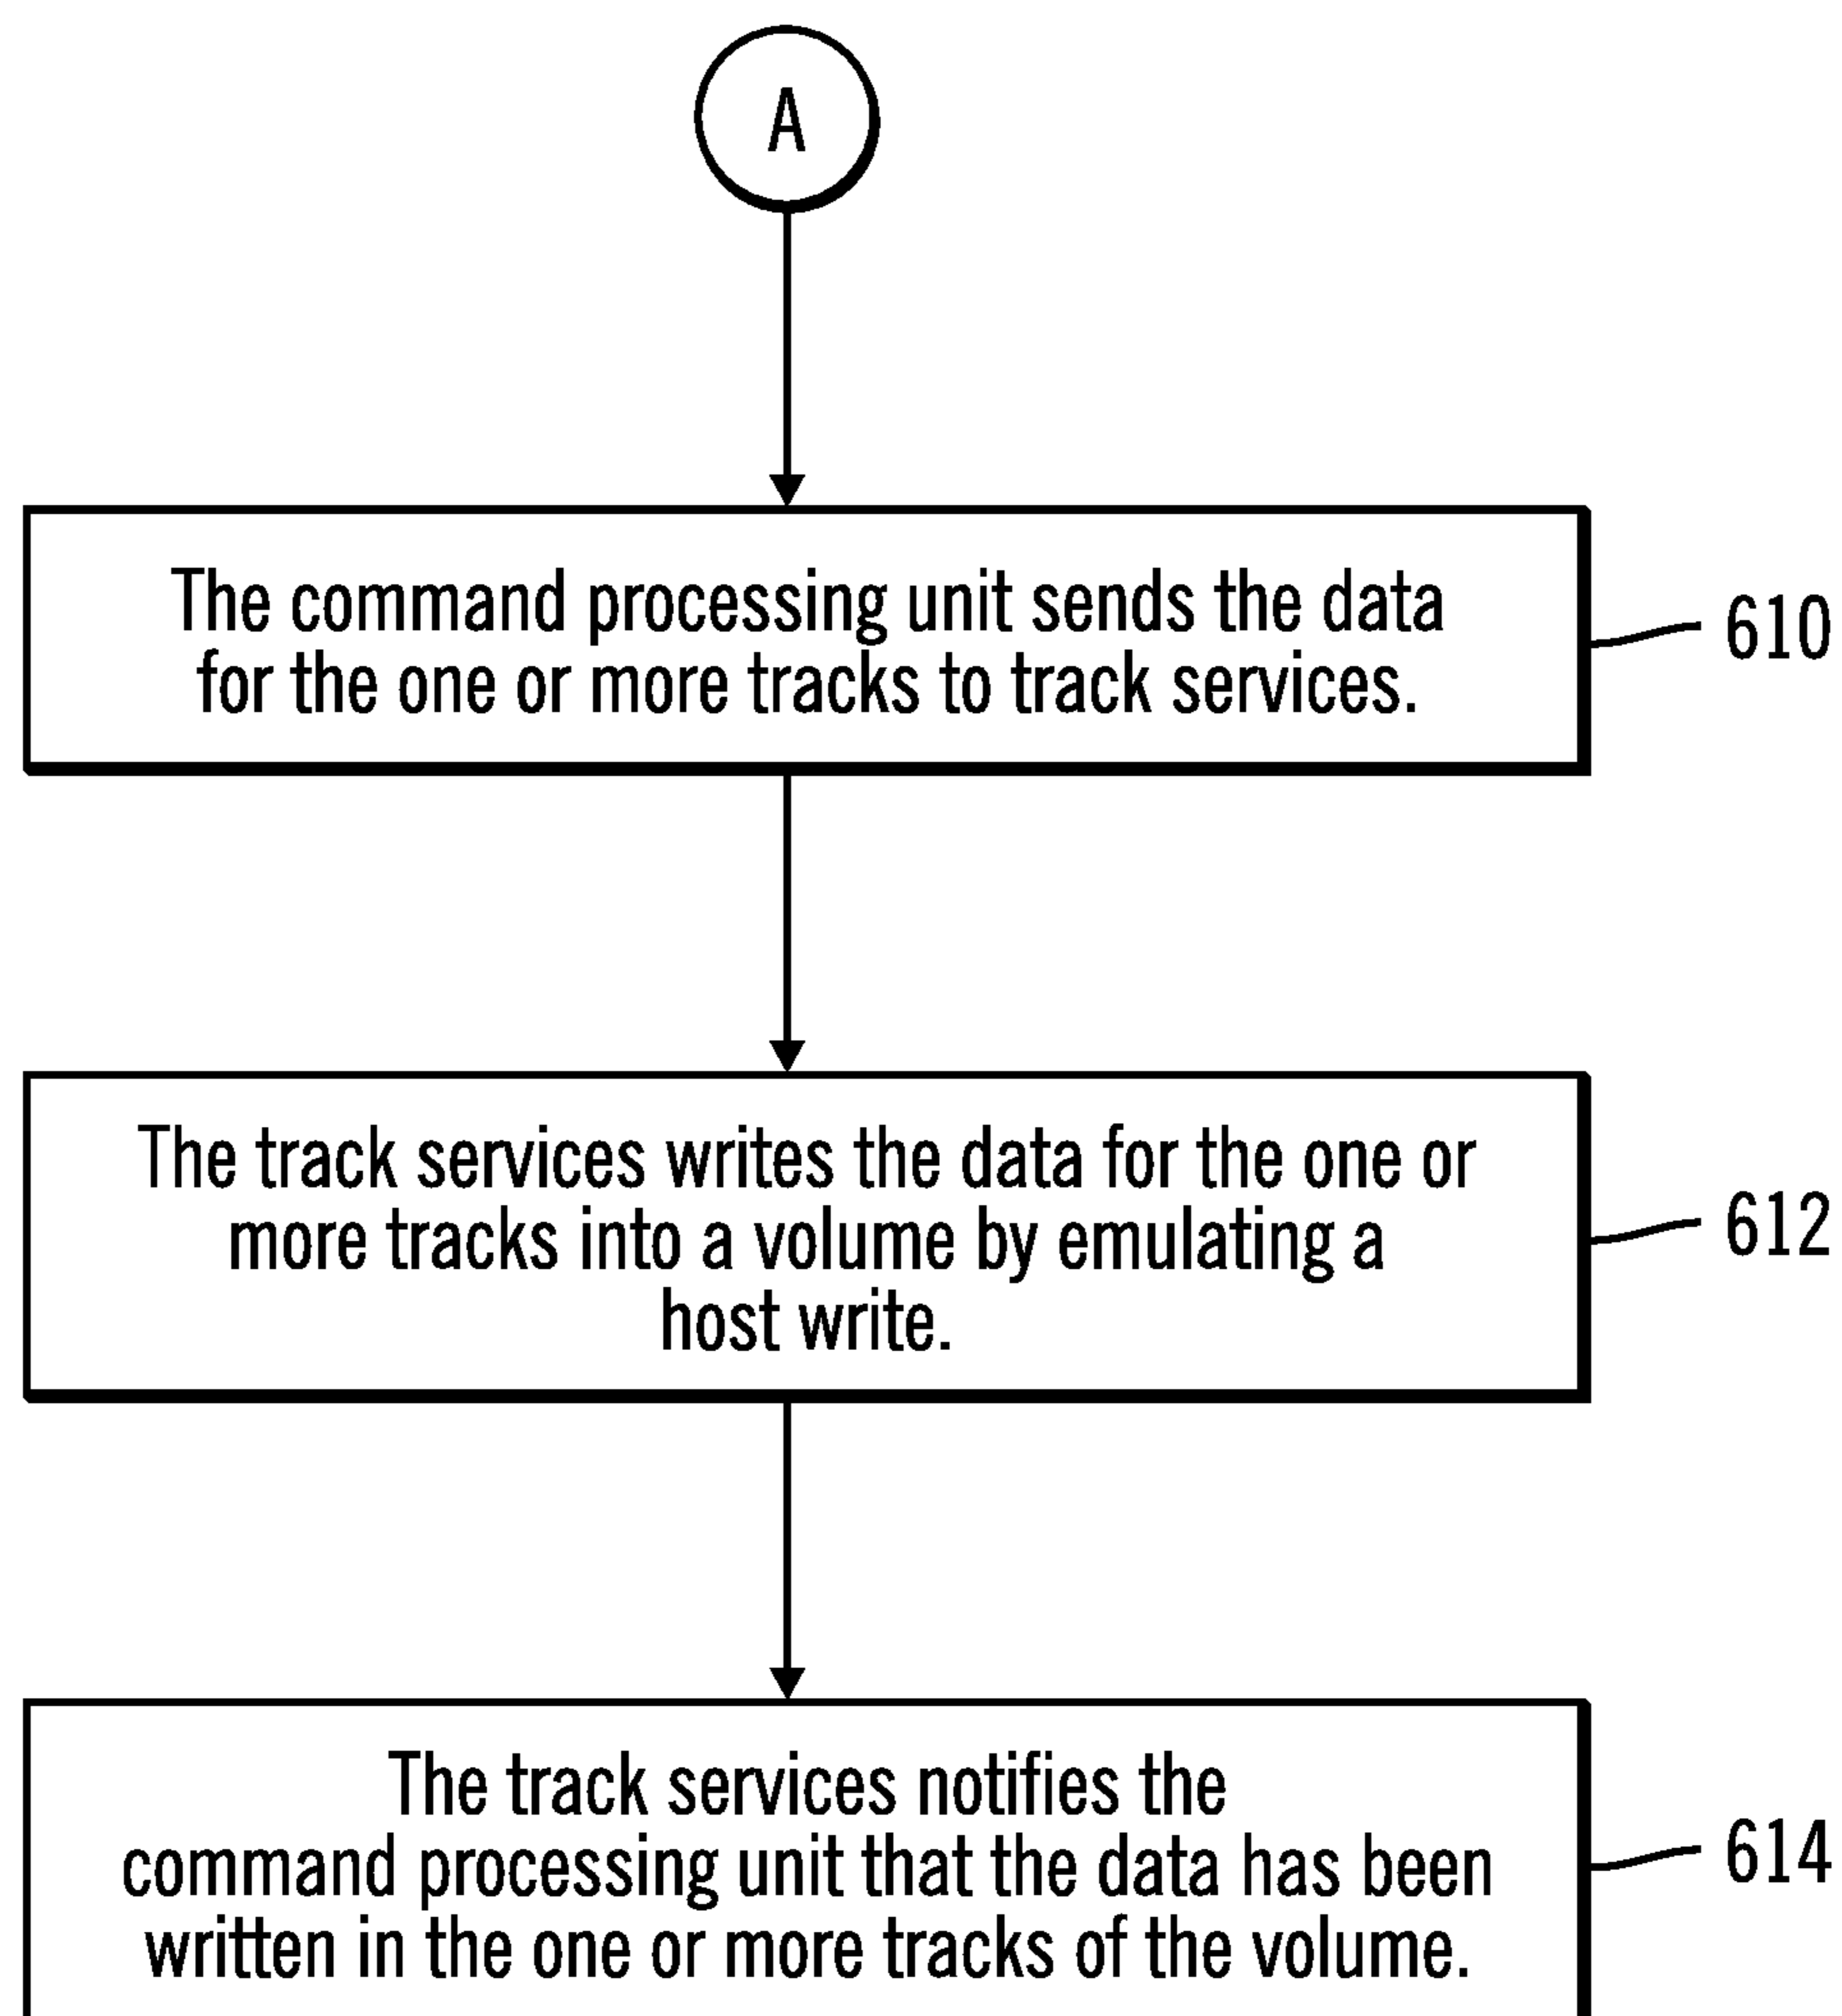 A
The command processing unit sends the data
for the one or more tracks to track services.
610
The track services writes the data for the one or
more tracks into a volume by emulating a
host write.
612
The track services notifies the
command processing unit that the data has been
written in the one or more tracks of the volume.
614